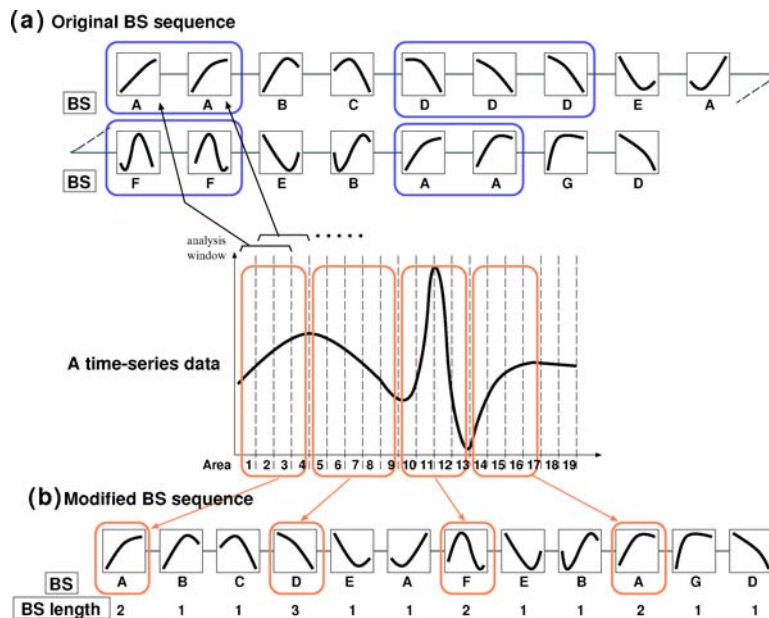 (a) Original BS sequence
BS A A B C D D D E A
BS F F E B A A G D
analysis
window
A time-series data
Area 1 2 3 4 5 6 7 8 9 10 11 12 13 14 15 16 17 18 19
(b) Modified BS sequence
BS A B C D E A F E B A G D
BS length 2 1 1 3 1 1 2 1 1 2 1 1